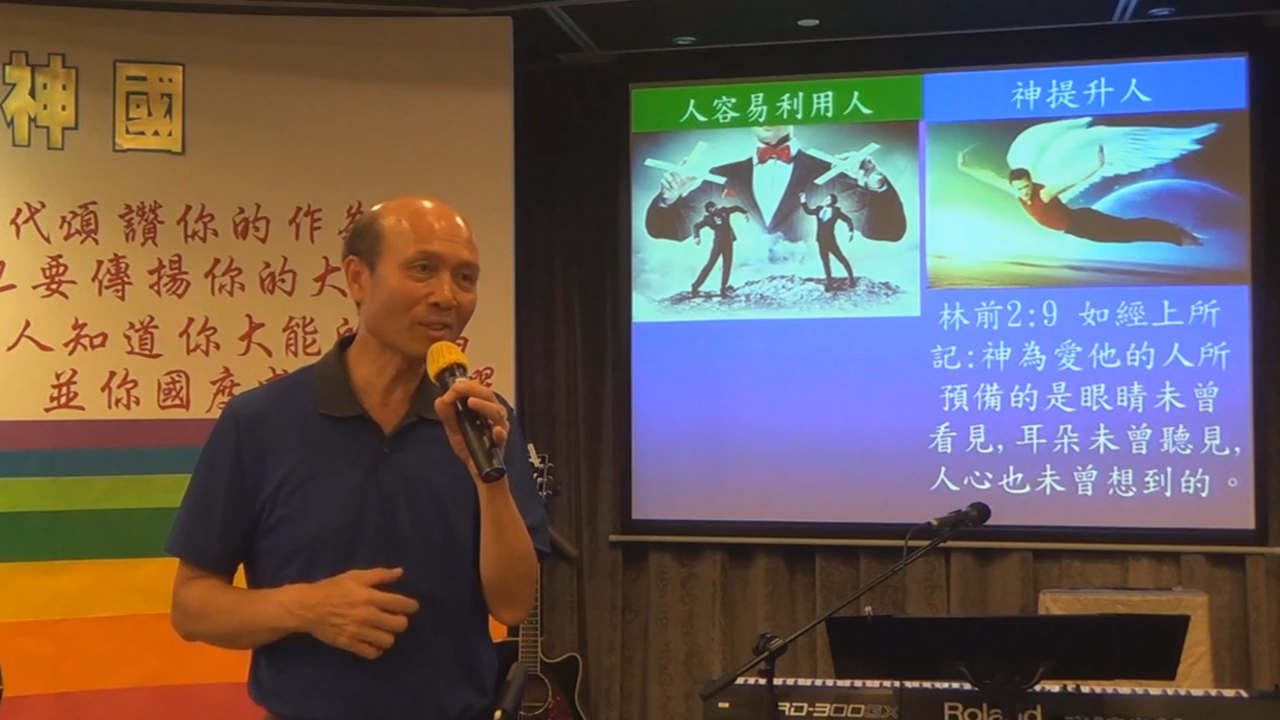 神國
代頌讚你的作為
要傳揚你的大
人知道你大能的
並你國度
人容易利用人
神提升人
林前2:9 如經上所
記:神為愛他的人所
預備的是眼睛未曾
看見,耳朵未曾聽見,
人心也未曾想到的。
RD-300GX
Roland